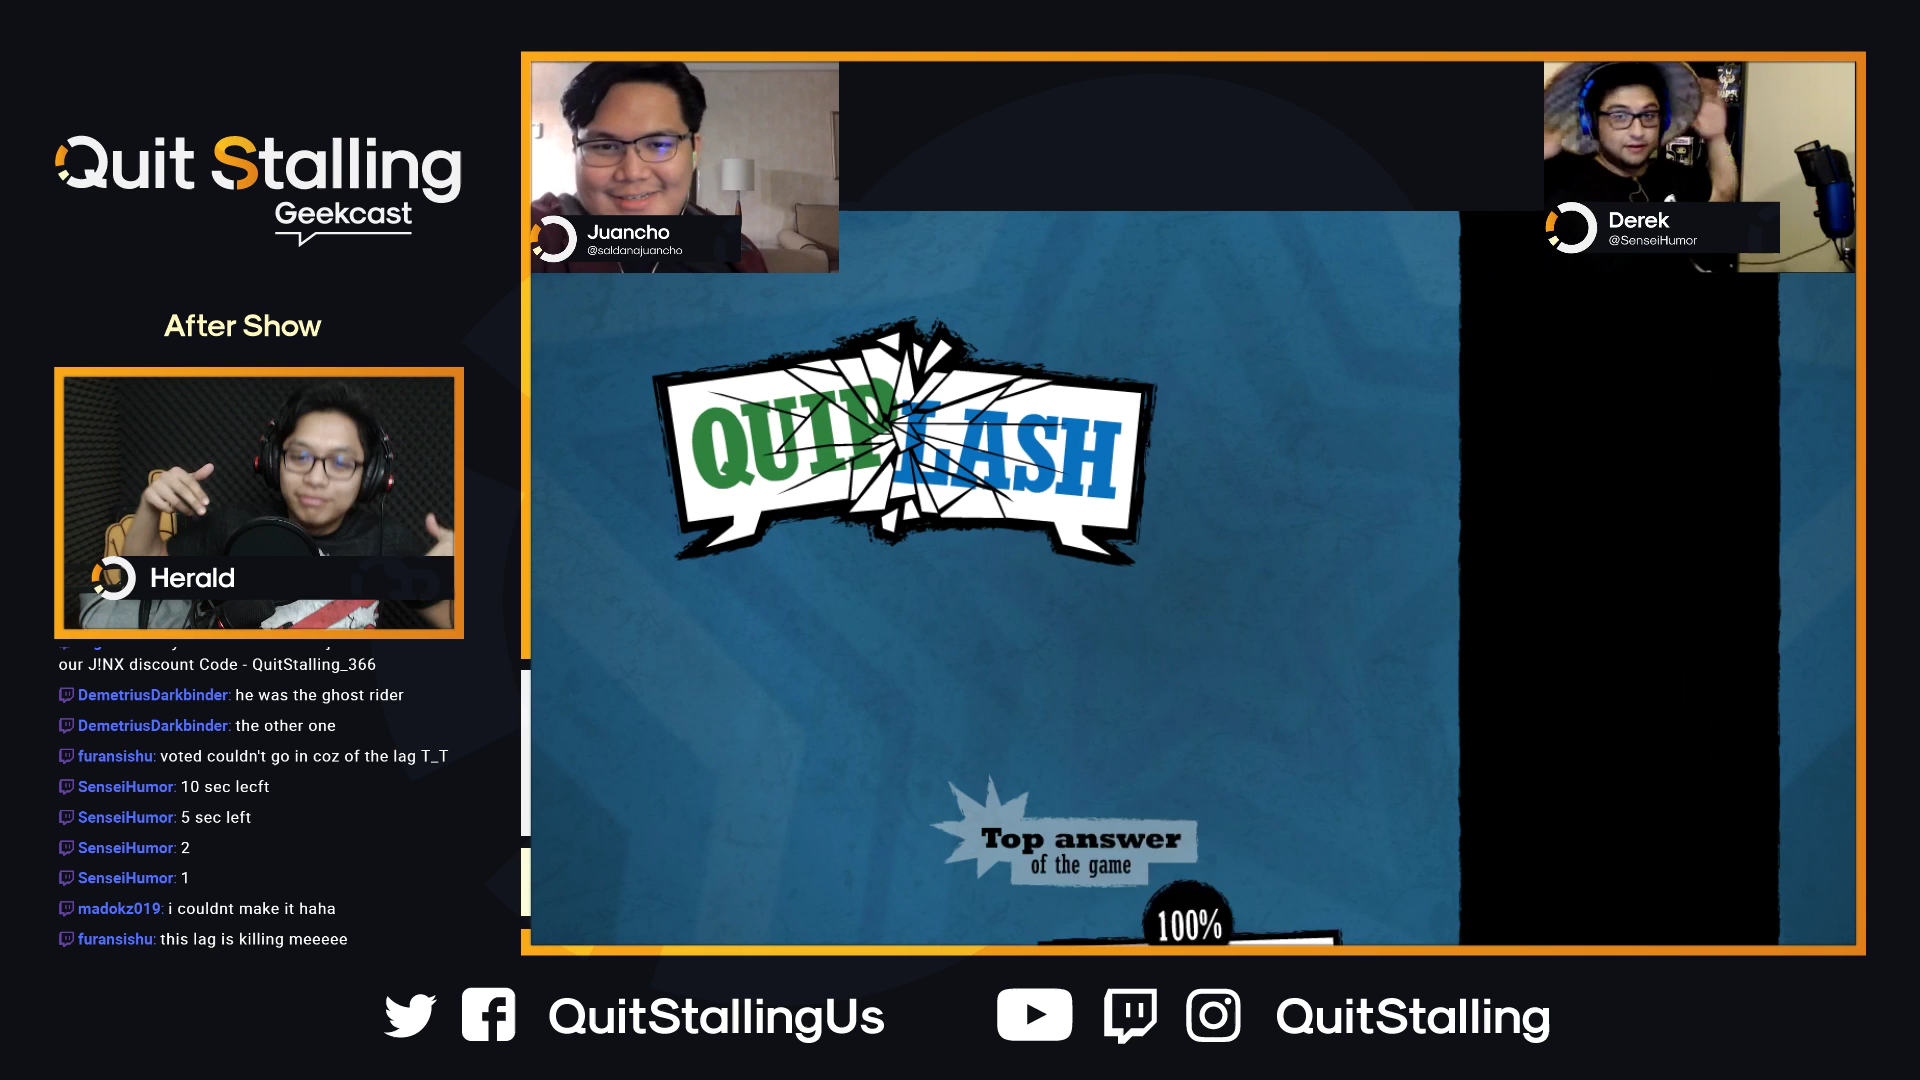 Quit Stalling
Geekcast
After Show
Herald
our J!NX discount Code - QuitStalling_366
DemetriusDarkbinder: he was the ghost rider
DemetriusDarkbinder: the other one
furansishu: voted couldn't go in coz of the lag T_T
SenseiHumor: 10 sec lecft
SenseiHumor: 5 sec left
SenseiHumor: 2
SenseiHumor: 1
madokz019: i couldnt make it haha
furansishu: this lag is killing meeeee
Juancho
@saldanajuancho
Derek
@SenseiHumor
QUIPLASH
Top answer
of the game
100%
QuitStallingUs
QuitStalling